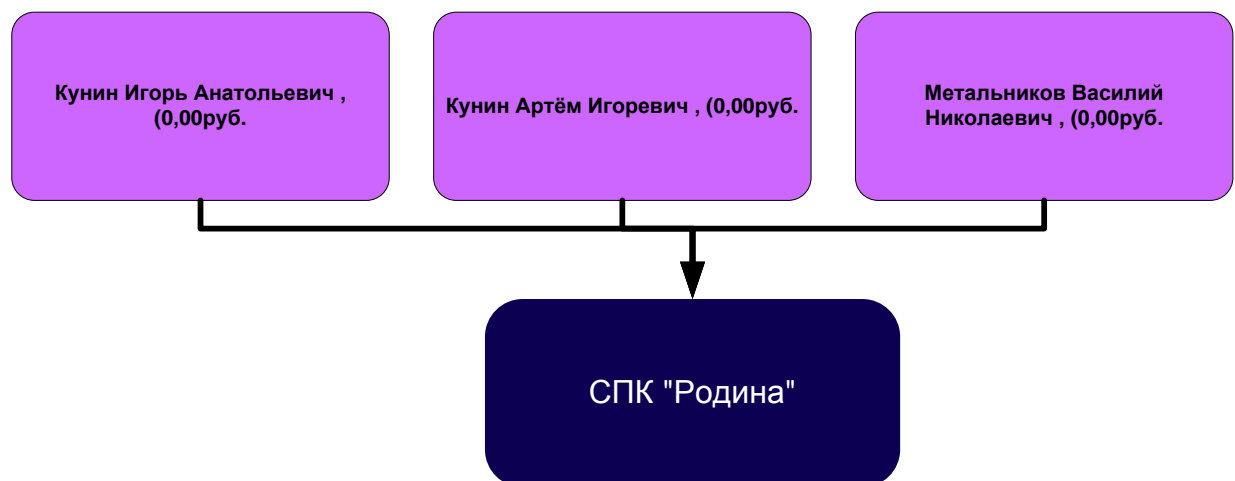 Кунин Игорь Анатольевич ,
(0,00руб.
Кунин Артём Игоревич , (0,00руб.
Метальников Василий
Николаевич , (0,00руб.
СПК "Родина"